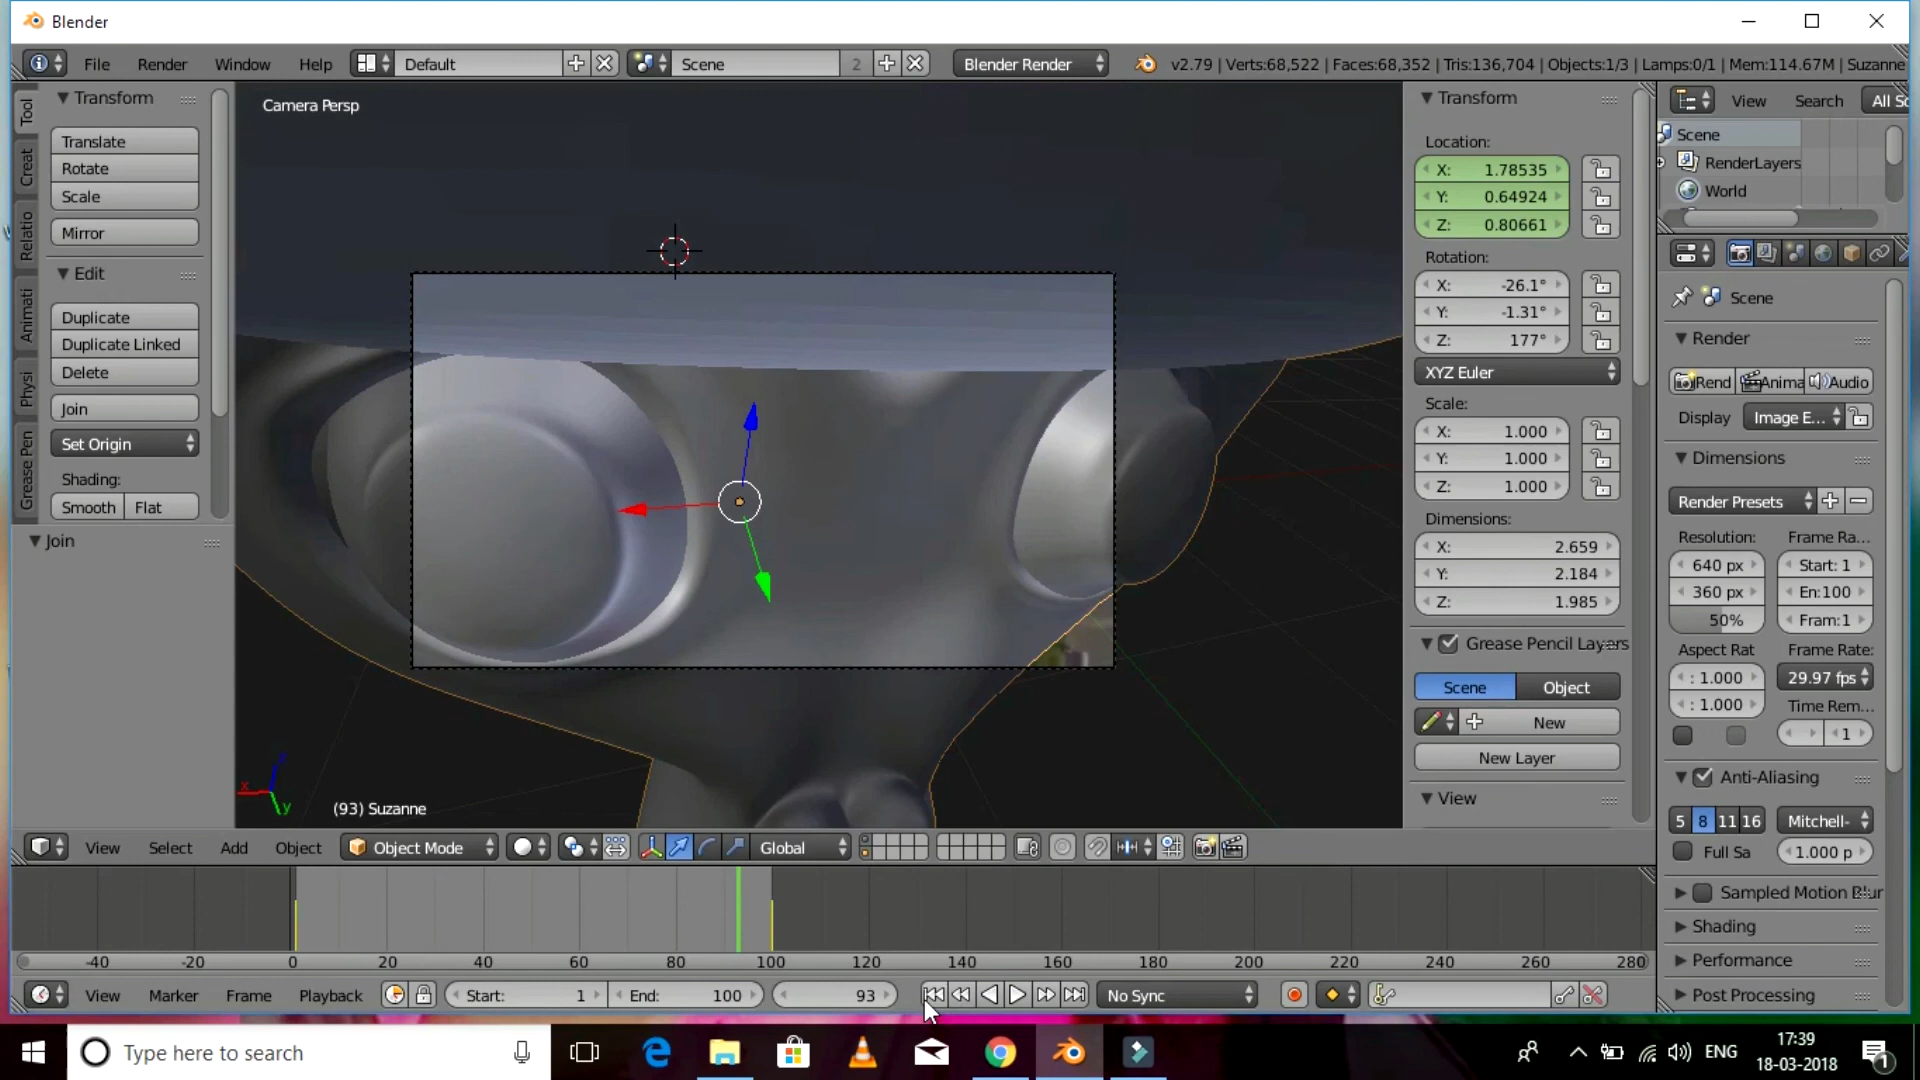 Blender
File Render Window Help Default Scene 2 Blender Render v2.79 | Verts:68,522 | Faces:68,352 | Tris:136,704 | Objects:1/3 | Lamps:0/1 | Mem:114.67M | Suzanne
Tool
Creat
Relatio
Animati
Physi
Grease Pen
Transform
Translate
Rotate
Scale
Mirror
Edit
Duplicate
Duplicate Linked
Delete
Join
Set Origin
Shading:
Smooth Flat
Join
Camera Persp
x
y
(93) Suzanne
Transform
Location:
X: 1.78535
Y: 0.64924
Z: 0.80661
Rotation:
X: -26.1°
Y: -1.31°
Z: 177°
XYZ Euler
Scale:
X: 1.000
Y: 1.000
Z: 1.000
Dimensions:
X: 2.659
Y: 2.184
Z: 1.985
Grease Pencil Layers
Scene Object
New
New Layer
View
View Search All Sc
Scene
RenderLayers
World
Scene
Render
Rend Anima Audio
Display Image E...
Dimensions
Render Presets
Resolution: Frame Ra...
640 px Start: 1
360 px En:100
50% Fram:1
Aspect Rat Frame Rate:
: 1.000 29.97 fps
: 1.000 Time Rem...
1
Anti-Aliasing
5 8 11 16 Mitchell-
Full Sa 1.000 p
Sampled Motion Blur
Shading
Performance
Post Processing
View Select Add Object Object Mode Global
-40 -20 0 20 40 60 80 100 120 140 160 180 200 220 240 260 280
View Marker Frame Playback Start: 1 End: 100 93 No Sync
Type here to search
ENG
17:39
18-03-2018
1